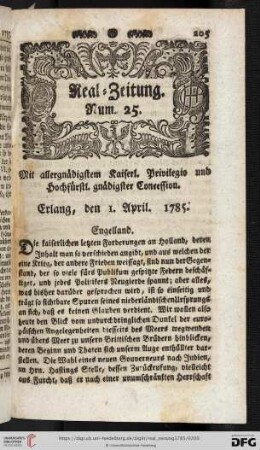 205
Real-Zeitung.
Num. 25.
Mit allergnädigstem Kaiserl. Privilegio und
Hochfürstl. gnädigster Concession.
Erlang, den 1. April. 1785.
Engelland.
Die kaiserlichen letzten Forderungen an Holland, deren
Inhalt man so verschieden angibt, und aus welchen der
eine Krieg, der andere Frieden weissagt, sind nun der Gegen
stand, der so viele fürs Publikum gespitzte Federn beschäf-
tiget, und jedes Politikers Neugierde spannt; aber alles,
was bisher darüber gesprochen wird, ist so einseitig und
trägt so sichtbare Spuren seines niederländischen Ursprungs
an sich, daß es keinen Glauben verdient. Wir wollen also
heute den Blick vom undurchdringlichen Dunkel der euro-
päischen Angelegenheiten diesseits des Meers wegwenden
und übers Meer zu unsern Brittischen Brüdern hinblicken,
deren Beginn und Thaten sich unserm Auge enthüllter dar-
stellen. Die Wahl eines neuen Gouverneurs nach Indien,
an Hrn. Hastings Stelle, dessen Zurückrufung, vielleicht
aus Furcht, daß er nach einer uneingeschränkten Herrschaft